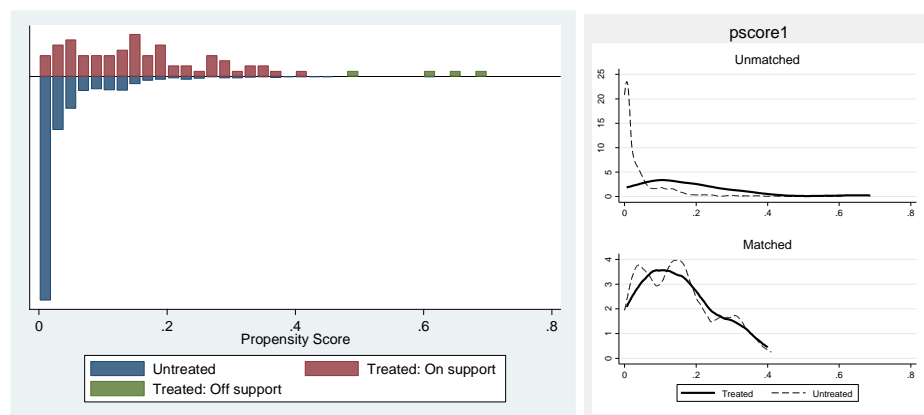 0 .2 .4 .6 .8
Propensity Score
Untreated Treated: On support
Treated: Off support
pscore1
Unmatched
25
20
15
10
5
0
0 .2 .4 .6 .8
Matched
4
3
2
1
0
0 .2 .4 .6 .8
Treated Untreated